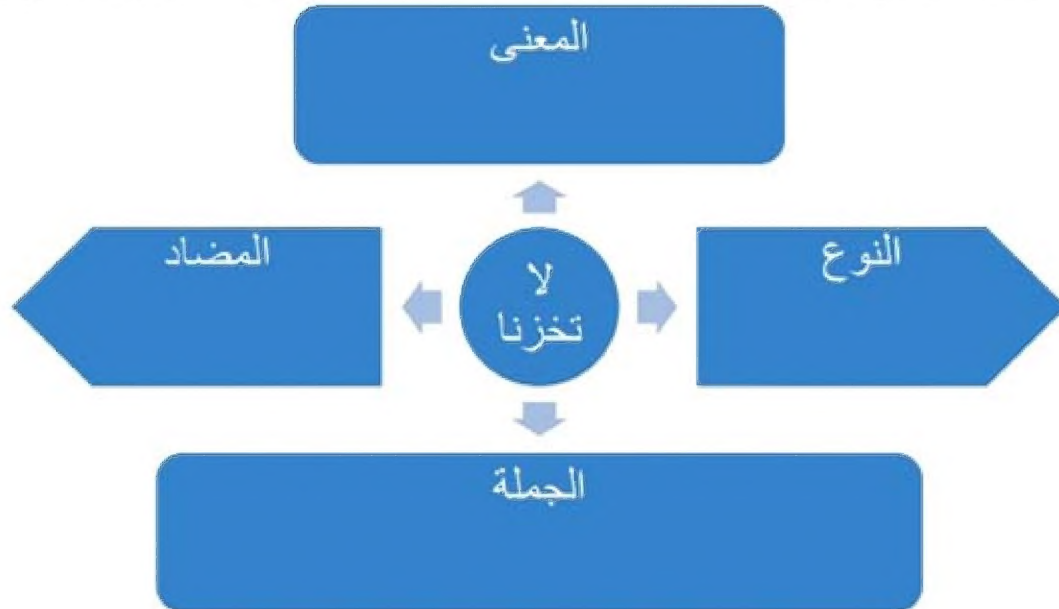 المعنى
النوع
لا
تخزنا
المضاد
الجملة